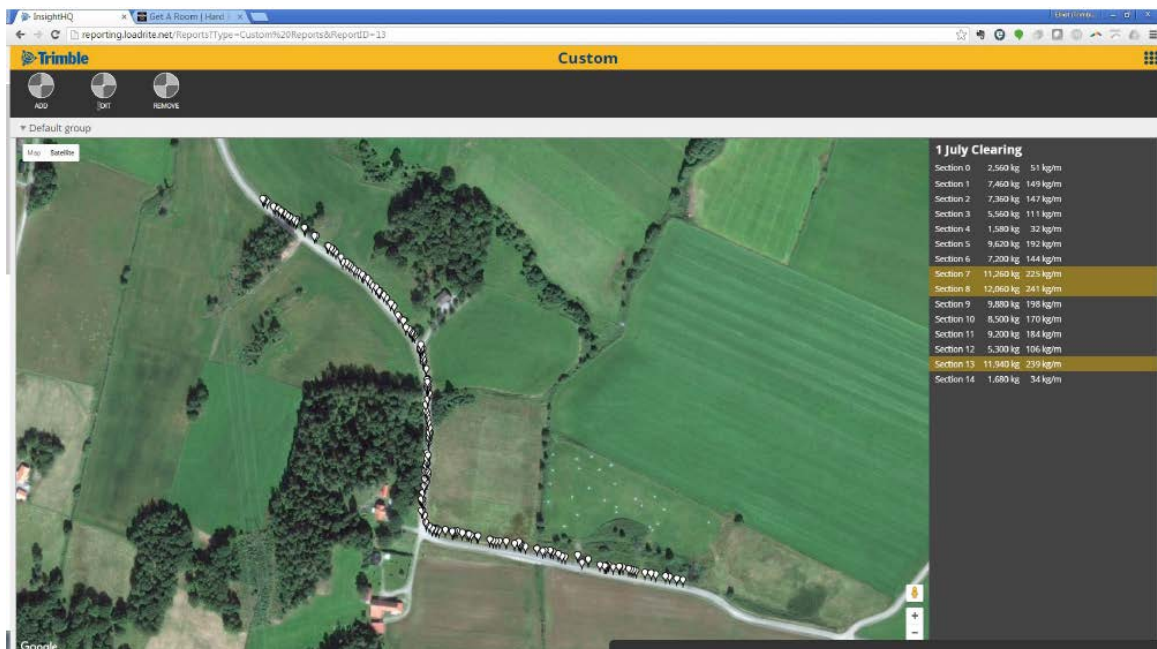 InsightHQ
Get A Room | Hard
reporting.loadrite.net/Reports?Type=Custom%20Reports&ReportID=13
Trimble
Custom
ADD
EDIT
REMOVE
Default group
Map Satellite
1 July Clearing
Section 0 2,560 kg 51 kg/m
Section 1 7,460 kg 149 kg/m
Section 2 7,360 kg 147 kg/m
Section 3 5,560 kg 111 kg/m
Section 4 1,580 kg 32 kg/m
Section 5 9,620 kg 192 kg/m
Section 6 7,200 kg 144 kg/m
Section 7 11,260 kg 225 kg/m
Section 8 12,060 kg 241 kg/m
Section 9 9,880 kg 198 kg/m
Section 10 8,500 kg 170 kg/m
Section 11 9,200 kg 184 kg/m
Section 12 5,300 kg 106 kg/m
Section 13 11,940 kg 239 kg/m
Section 14 1,680 kg 34 kg/m
Google